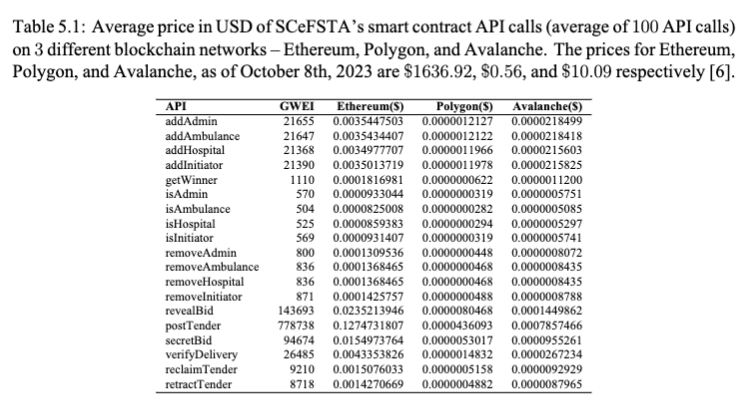 Table 5.1: Average price in USD of SCeFSTA's smart contract API calls (average of 100 API calls)
on 3 different blockchain networks – Ethereum, Polygon, and Avalanche. The prices for Ethereum,
Polygon, and Avalanche, as of October 8th, 2023 are $1636.92, $0.56, and $10.09 respectively [6].
API GWEI Ethereum($) Polygon($) Avalanche($)
addAdmin 21655 0.0035447503 0.0000012127 0.0000218499
addAmbulance 21647 0.0035434407 0.0000012122 0.0000218418
addHospital 21368 0.0034977707 0.0000011966 0.0000215603
addInitiator 21390 0.0035013719 0.0000011978 0.0000215825
getWinner 1110 0.0001816981 0.0000000622 0.0000011200
isAdmin 570 0.0000933044 0.0000000319 0.0000005751
isAmbulance 504 0.0000825008 0.0000000282 0.0000005085
isHospital 525 0.0000859383 0.0000000294 0.0000005297
isInitiator 569 0.0000931407 0.0000000319 0.0000005741
removeAdmin 800 0.0001309536 0.0000000448 0.0000008072
removeAmbulance 836 0.0001368465 0.0000000468 0.0000008435
removeHospital 836 0.0001368465 0.0000000468 0.0000008435
removeInitiator 871 0.0001425757 0.0000000488 0.0000008788
revealBid 143693 0.0235213946 0.0000080468 0.0001449862
postTender 778738 0.1274731807 0.0000436093 0.0007857466
secretBid 94674 0.0154973764 0.0000053017 0.0000955261
verifyDelivery 26485 0.0043353826 0.0000014832 0.0000267234
reclaimTender 9210 0.0015076033 0.0000005158 0.0000092929
retractTender 8718 0.0014270669 0.0000004882 0.0000087965